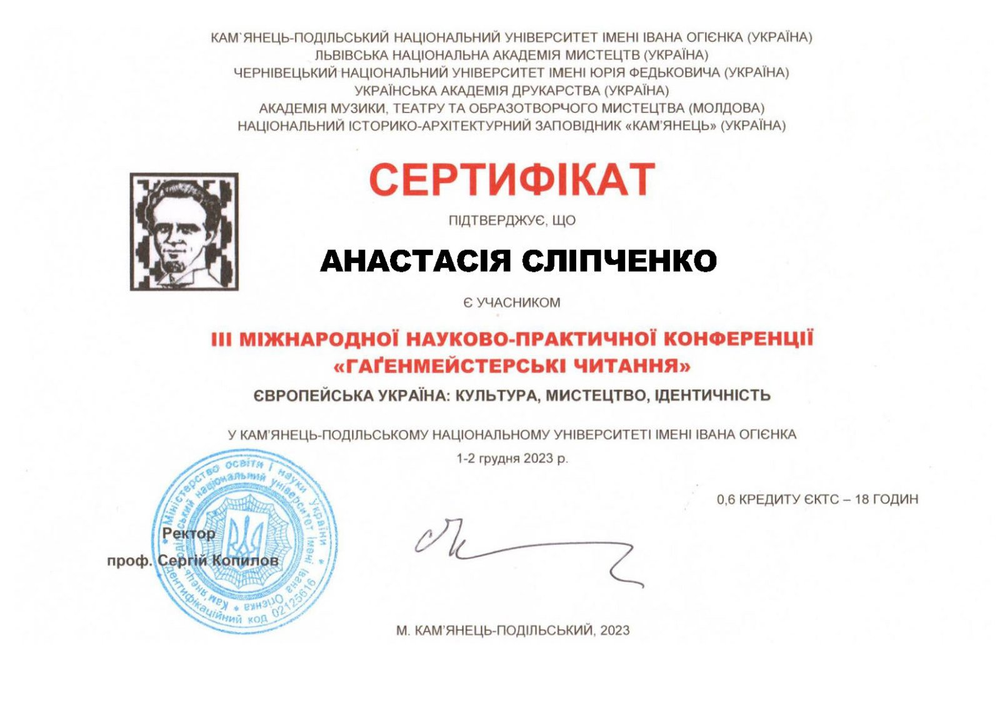 КАМ`ЯНЕЦЬ-ПОДІЛЬСЬКИЙ НАЦІОНАЛЬНИЙ УНІВЕРСИТЕТ ІМЕНІ ІВАНА ОГІЄНКА (УКРАЇНА)
ЛЬВІВСЬКА НАЦІОНАЛЬНА АКАДЕМІЯ МИСТЕЦТВ (УКРАЇНА)
ЧЕРНІВЕЦЬКИЙ НАЦІОНАЛЬНИЙ УНІВЕРСИТЕТ ІМЕНІ ЮРІЯ ФЕДЬКОВИЧА (УКРАЇНА)
УКРАЇНСЬКА АКАДЕМІЯ ДРУКАРСТВА (УКРАЇНА)
АКАДЕМІЯ МУЗИКИ, ТЕАТРУ ТА ОБРАЗОТВОРЧОГО МИСТЕЦТВА (МОЛДОВА)
НАЦІОНАЛЬНИЙ ІСТОРИКО-АРХІТЕКТУРНИЙ ЗАПОВІДНИК «КАМ'ЯНЕЦЬ» (УКРАЇНА)
СЕРТИФІКАТ
ПІДТВЕРДЖУЄ, ЩО
АНАСТАСІЯ СЛІПЧЕНКО
Є УЧАСНИКОМ
ІІІ МІЖНАРОДНОЇ НАУКОВО-ПРАКТИЧНОЇ КОНФЕРЕНЦІЇ
«ГАҐЕНМЕЙСТЕРСЬКІ ЧИТАННЯ»
ЄВРОПЕЙСЬКА УКРАЇНА: КУЛЬТУРА, МИСТЕЦТВО, ІДЕНТИЧНІСТЬ
У КАМ'ЯНЕЦЬ-ПОДІЛЬСЬКОМУ НАЦІОНАЛЬНОМУ УНІВЕРСИТЕТІ ІМЕНІ ІВАНА ОГІЄНКА
1-2 грудня 2023 р.
0,6 КРЕДИТУ ЄКТС – 18 ГОДИН
Ректор
проф. Сергій Копилов
Міністерство освіти і науки України * Ідентифікаційний код 02125616 *
Кам'янець-Подільський національний університет імені Івана Огієнка *
М. КАМ'ЯНЕЦЬ-ПОДІЛЬСЬКИЙ, 2023